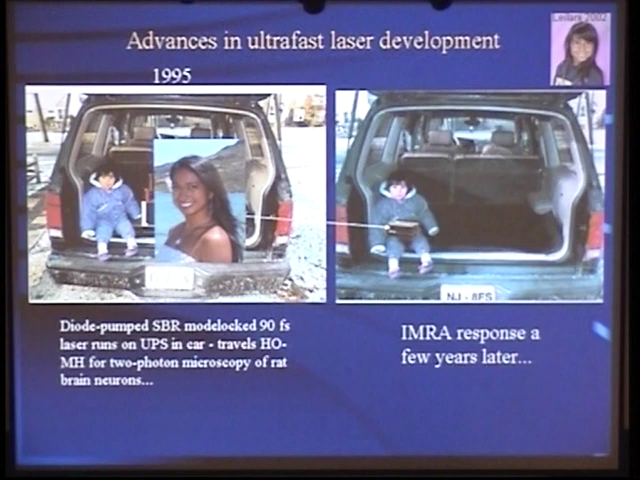 Leilani 2002
Advances in ultrafast laser development
1995
NJ - 8FS
Diode-pumped SBR modelocked 90 fs
laser runs on UPS in car - travels HO-
MH for two-photon microscopy of rat
brain neurons...
IMRA response a
few years later...